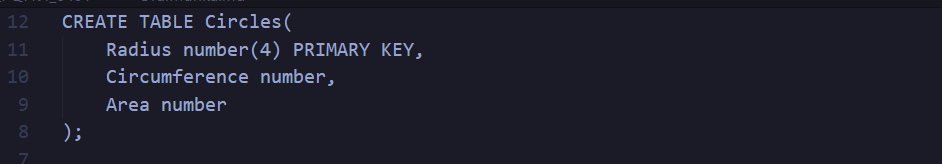 12 CREATE TABLE Circles(
11 Radius number(4) PRIMARY KEY,
10 Circumference number,
9 Area number
8 );
7